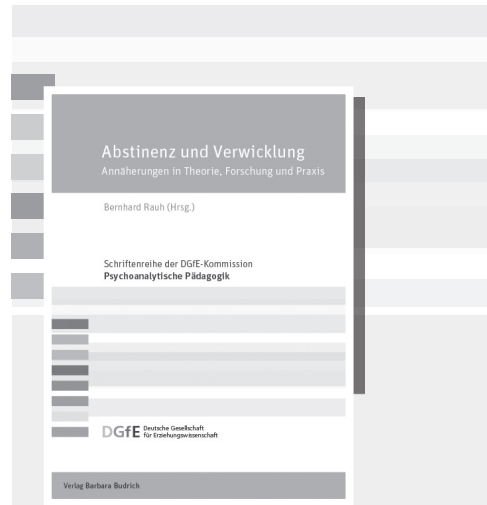 Abstinenz und Verwicklung
Annäherungen in Theorie, Forschung und Praxis
Bernhard Rauh (Hrsg.)
Schriftenreihe der DGfE-Kommission
Psychoanalytische Pädagogik
DGfE Deutsche Gesellschaft
für Erziehungswissenschaft
Verlag Barbara Budrich